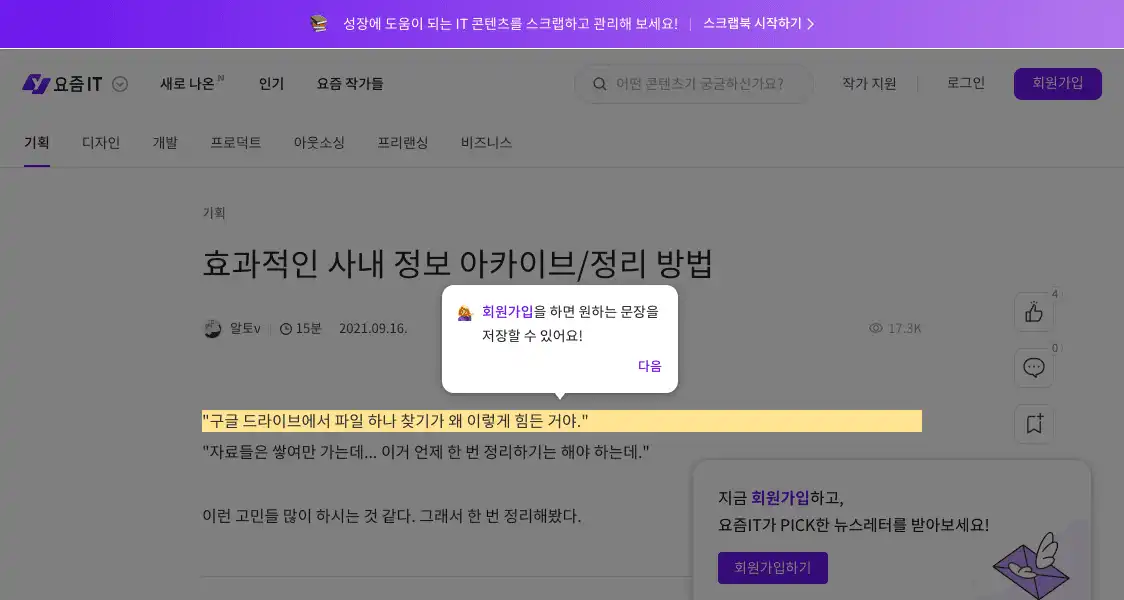 성장에 도움이 되는 IT 콘텐츠를 스크랩하고 관리해 보세요! | 스크랩북 시작하기
요즘IT 새로 나온 N 인기 요즘 작가들 어떤 콘텐츠가 궁금하신가요? 작가 지원 로그인 회원가입
기획 디자인 개발 프로덕트 아웃소싱 프리랜싱 비즈니스
기획
효과적인 사내 정보 아카이브/정리 방법
4
회원가입을 하면 원하는 문장을
저장할 수 있어요!
알토v 15분 2021.09.16. 17.3K
0
다음
"구글 드라이브에서 파일 하나 찾기가 왜 이렇게 힘든 거야."
"자료들은 쌓여만 가는데... 이거 언제 한 번 정리하기는 해야 하는데."
이런 고민들 많이 하시는 것 같다. 그래서 한 번 정리해봤다.
지금 회원가입하고,
요즘IT가 PICK한 뉴스레터를 받아보세요!
회원가입하기